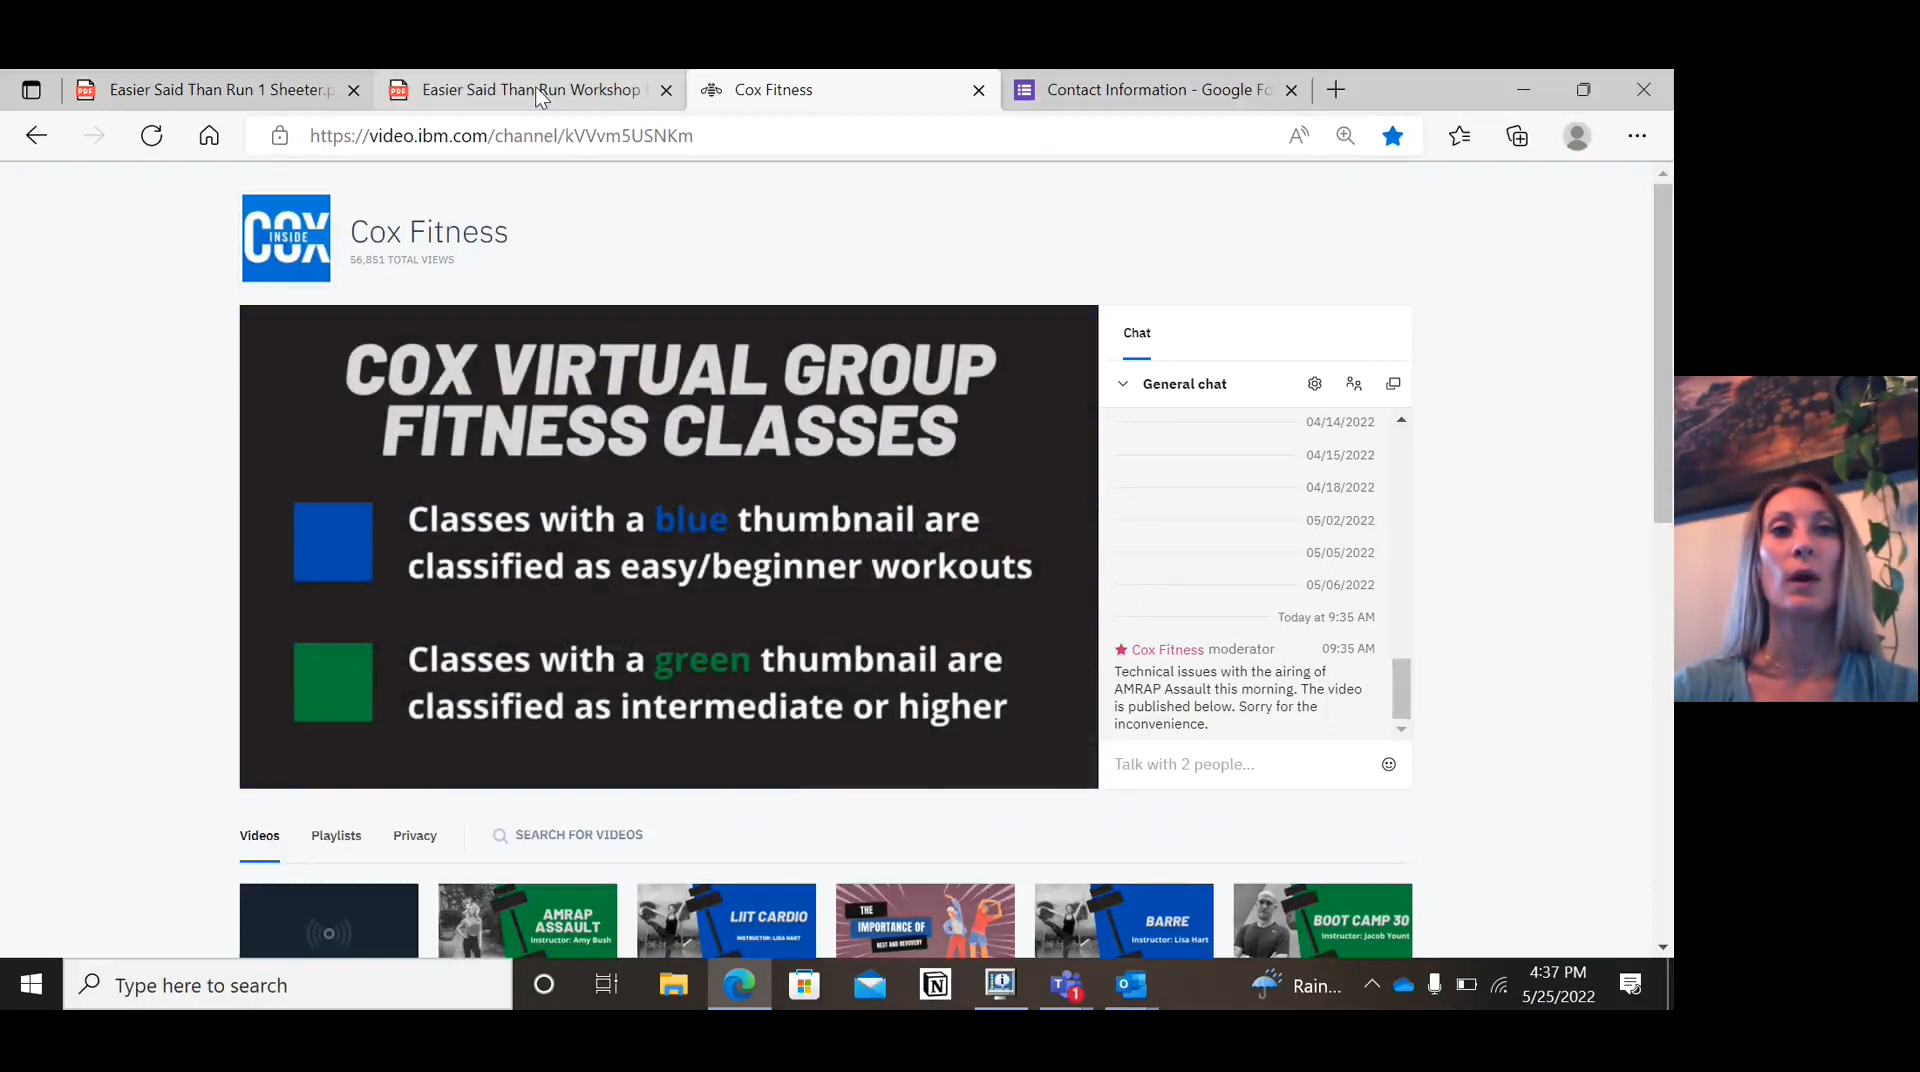 Easier Said Than Run 1 Sheeter.p
Easier Said Than Run Workshop
Cox Fitness
Contact Information - Google Fo
https://video.ibm.com/channel/kVVvm5USNKm
COX
INSIDE
Cox Fitness
56,851 TOTAL VIEWS
COX VIRTUAL GROUP
FITNESS CLASSES
Classes with a blue thumbnail are
classified as easy/beginner workouts
Classes with a green thumbnail are
classified as intermediate or higher
Chat
General chat
04/14/2022
04/15/2022
04/18/2022
05/02/2022
05/05/2022
05/06/2022
Today at 9:35 AM
Cox Fitness moderator 09:35 AM
Technical issues with the airing of
AMRAP Assault this morning. The video
is published below. Sorry for the
inconvenience.
Talk with 2 people...
Videos Playlists Privacy SEARCH FOR VIDEOS
AMRAP
ASSAULT
Instructor: Amy Bush
LIIT CARDIO
INSTRUCTOR: LISA HART
THE
IMPORTANCE OF
REST AND RECOVERY
BARRE
Instructor: Lisa Hart
BOOT CAMP 30
Instructor: Jacob Yount
Type here to search
Rain...
4:37 PM
5/25/2022